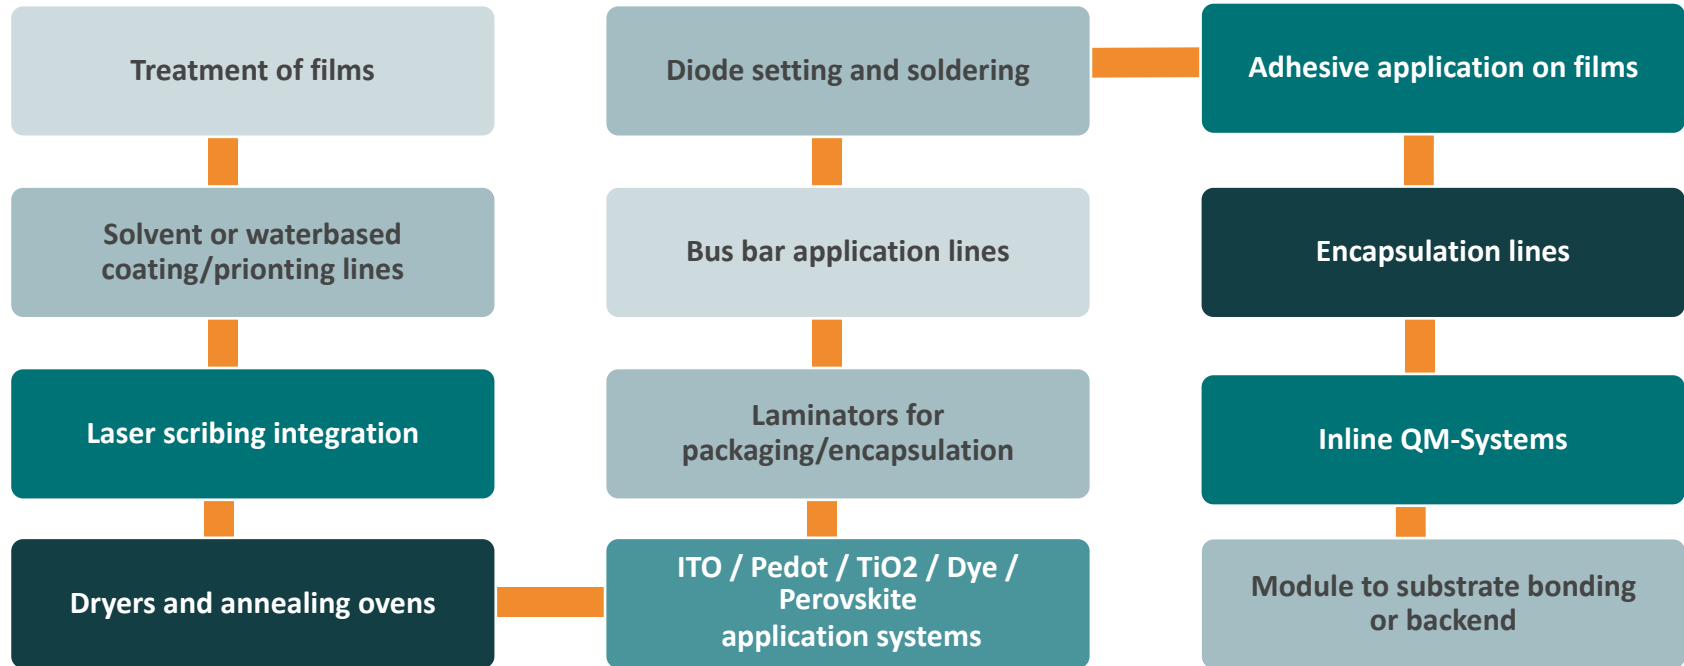 Treatment of films
Solvent or waterbased
coating/prionting lines
Laser scribing integration
Dryers and annealing ovens
ITO / Pedot / TiO2 / Dye /
Perovskite
application systems
Laminators for
packaging/encapsulation
Bus bar application lines
Diode setting and soldering
Adhesive application on films
Encapsulation lines
Inline QM-Systems
Module to substrate bonding
or backend